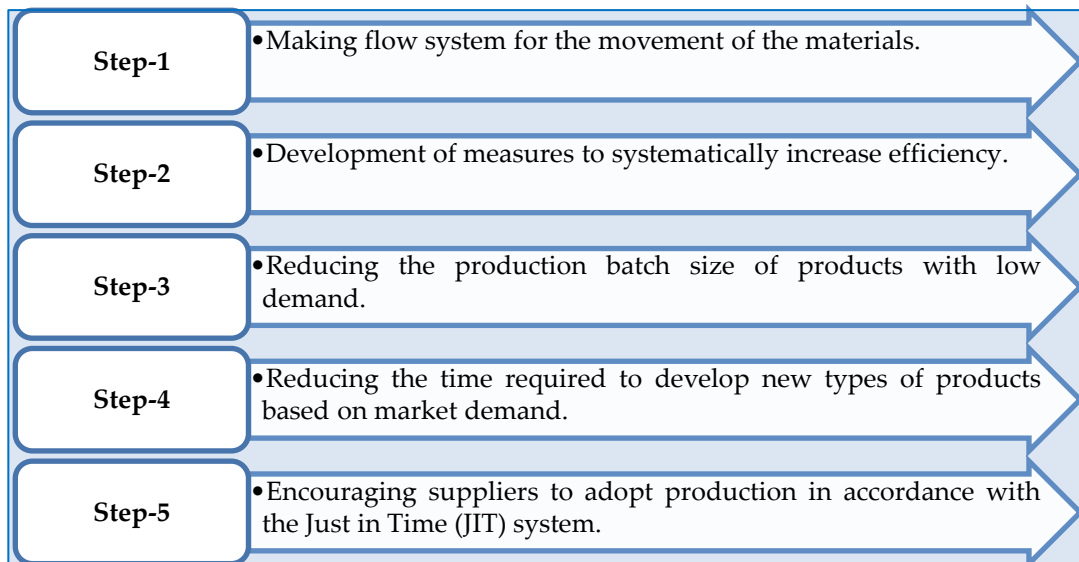 Step-1
•Making flow system for the movement of the materials.
Step-2
•Development of measures to systematically increase efficiency.
Step-3
•Reducing the production batch size of products with low
demand.
Step-4
•Reducing the time required to develop new types of products
based on market demand.
Step-5
•Encouraging suppliers to adopt production in accordance with
the Just in Time (JIT) system.